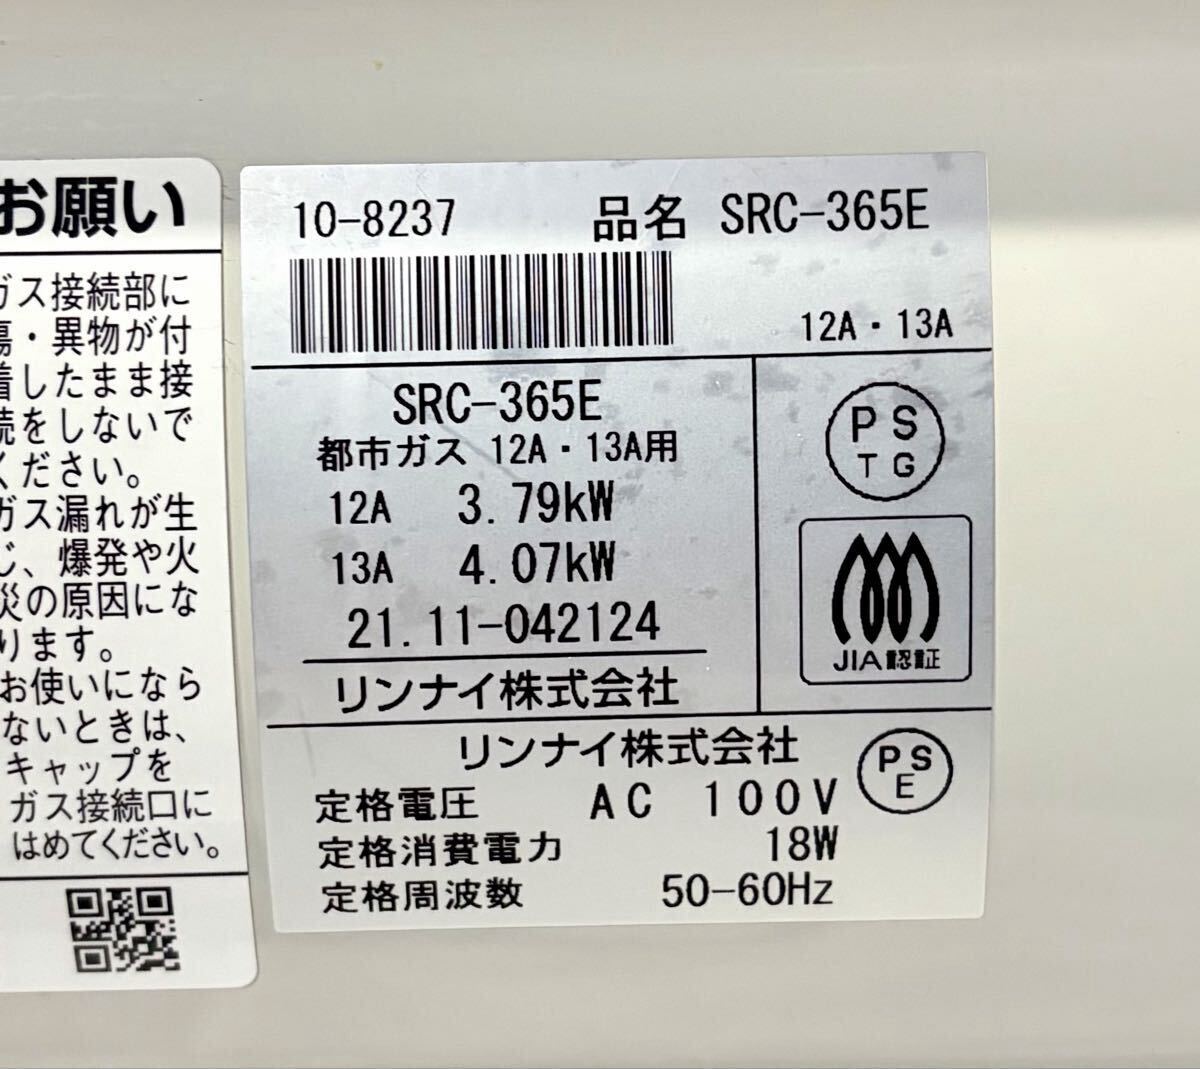 お願い
ガス接続部に
傷・異物が付
着したまま接
続をしないで
ください。
ガス漏れが生
じ、爆発や火
災の原因にな
ります。
お使いになら
ないときは、
キャップを
ガス接続口に
はめてください。
10-8237 品名 SRC-365E
12A・13A
SRC-365E
都市ガス 12A・13A用
12A 3.79kW
13A 4.07kW
21.11-042124
リンナイ株式会社
PS
TG
JIA認証
リンナイ株式会社
PS
E
定格電圧 AC 100V
定格消費電力 18W
定格周波数 50-60Hz